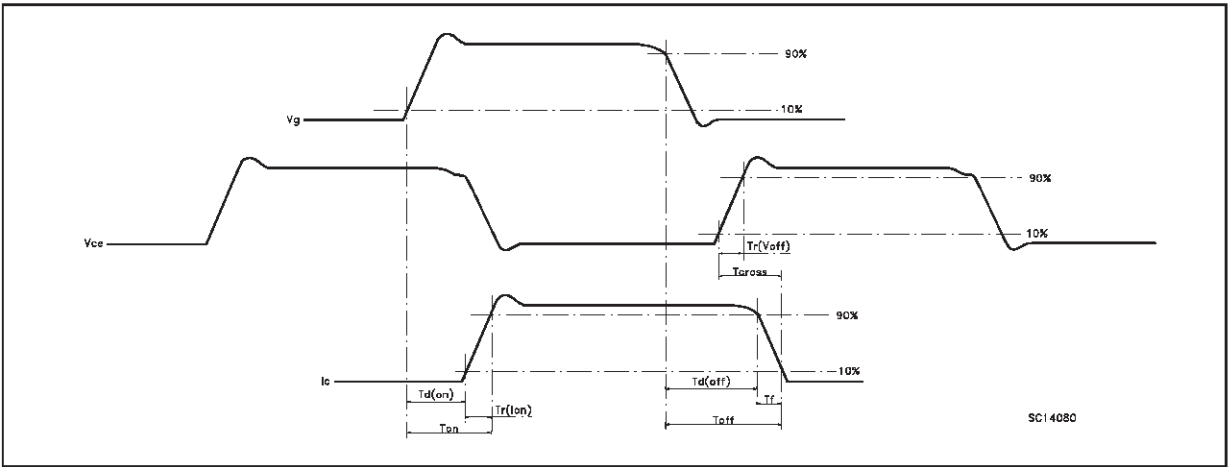 90%
10%
Vg
90%
10%
Vce
Tr(Voff)
Tcross
90%
10%
Ic
Td(on)
Td(off)
Tr(Ion)
Tf
Ton
Toff
SC14080